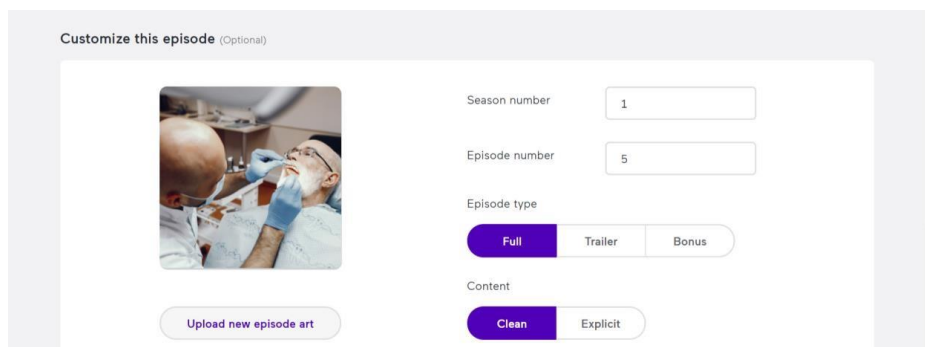 Customize this episode (Optional)
Season number 1
Episode number 5
Episode type
Full Trailer Bonus
Content
Upload new episode art Clean Explicit